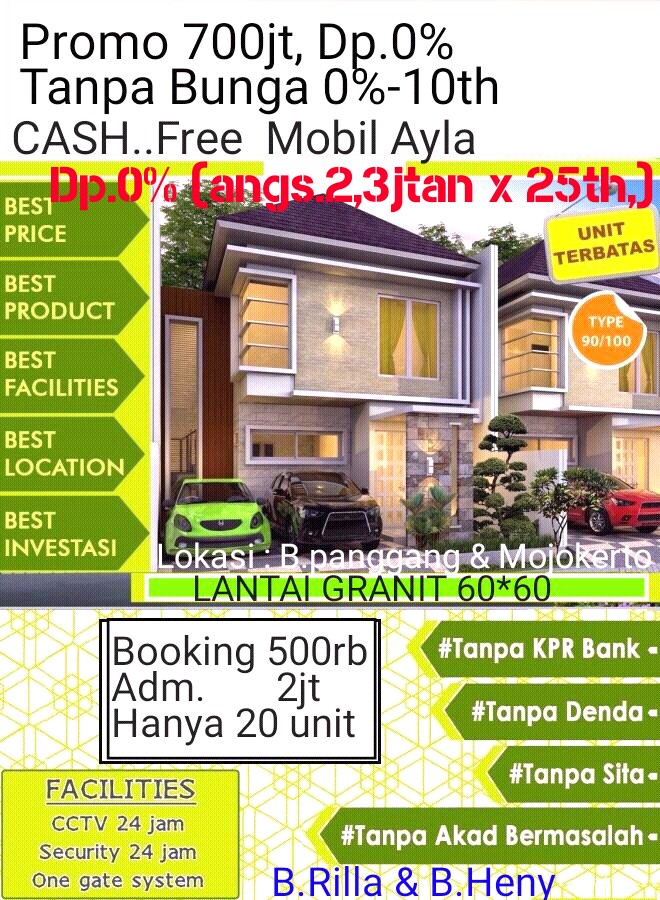 Promo 700jt, Dp.0%
Tanpa Bunga 0%-10th
CASH..Free Mobil Ayla
Dp.0% (angs.2,3jtan x 25th,)
BEST
PRICE
BEST
PRODUCT
BEST
FACILITIES
BEST
LOCATION
BEST
INVESTASI
UNIT
TERBATAS
TYPE
90/100
Lokasi : B.panggang & Mojokerto
LANTAI GRANIT 60*60
Booking 500rb
Adm. 2jt
Hanya 20 unit
#Tanpa KPR Bank -
#Tanpa Denda -
#Tanpa Sita -
#Tanpa Akad Bermasalah -
FACILITIES
CCTV 24 jam
Security 24 jam
One gate system
B.Rilla & B.Heny